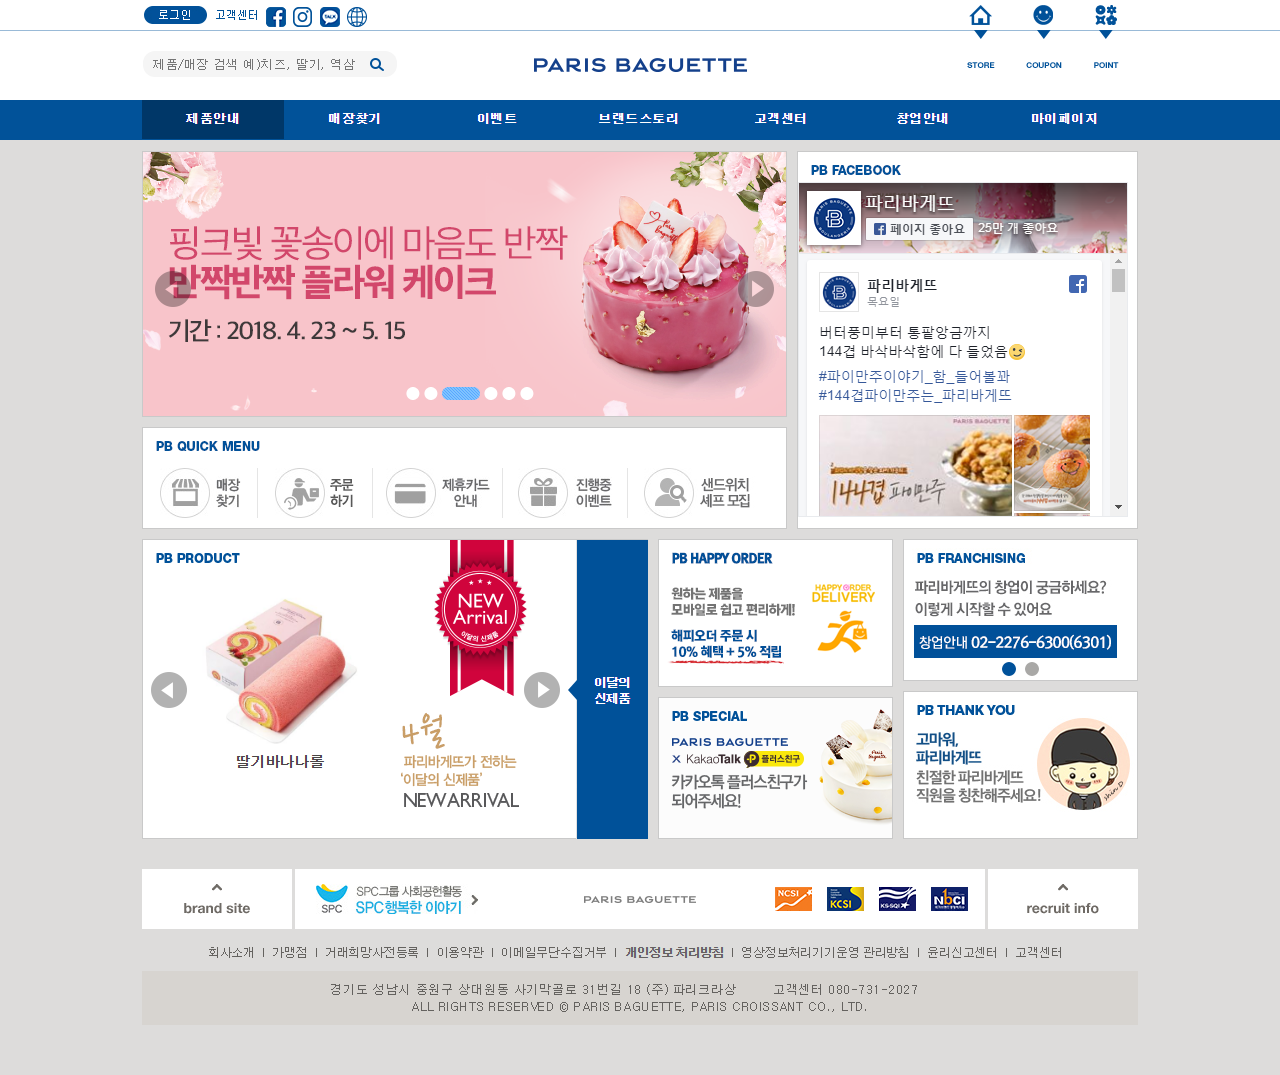 로그인 고객센터
TALK
제품/매장 검색 예)치즈, 딸기, 역삼
PARIS BAGUETTE
STORE COUPON POINT
제품안내 매장찾기 이벤트 브랜드스토리 고객센터 창업안내 마이페이지
핑크빛 꽃송이에 마음도 반짝
반짝반짝 플라워 케이크
기간 : 2018. 4. 23 ~ 5. 15
PB FACEBOOK
파리바게뜨
페이지 좋아요 25만 개 좋아요
파리바게뜨
목요일
버터풍미부터 통팥앙금까지
144겹 바삭바삭함에 다 들었음
#파이만주이야기_함_들어볼꽈
#144겹파이만주는_파리바게뜨
PARIS BAGUETTE
144겹 파이만주
PB QUICK MENU
매장
찾기
주문
하기
제휴카드
안내
진행중
이벤트
샌드위치
셰프 모집
PB PRODUCT
딸기바나나롤
NEW
Arrival
이달의 신제품
4월
파리바게뜨가 전하는
'이달의 신제품'
NEW ARRIVAL
이달의
신제품
PB HAPPY ORDER
원하는 제품을
모바일로 쉽고 편리하게!
해피오더 주문 시
10% 혜택 + 5% 적립
HAPPY ORDER
DELIVERY
PB SPECIAL
PARIS BAGUETTE
X KakaoTalk P 플러스친구
카카오톡 플러스친구가
되어주세요!
PB FRANCHISING
파리바게뜨의 창업이 궁금하세요?
이렇게 시작할 수 있어요
창업안내 02-2276-6300(6301)
PB THANK YOU
고마워,
파리바게뜨
친절한 파리바게뜨
직원을 칭찬해주세요!
brand site
SPC
SPC그룹 사회공헌활동
SPC행복한 이야기
PARIS BAGUETTE
NCSI KCSI KS-SQI NbCI
recruit info
회사소개 | 가맹점 | 거래희망사전등록 | 이용약관 | 이메일무단수집거부 | 개인정보 처리방침 | 영상정보처리기기운영 관리방침 | 윤리신고센터 | 고객센터
경기도 성남시 중원구 상대원동 사기막골로 31번길 18 (주) 파리크라상 고객센터 080-731-2027
ALL RIGHTS RESERVED © PARIS BAGUETTE, PARIS CROISSANT CO., LTD.